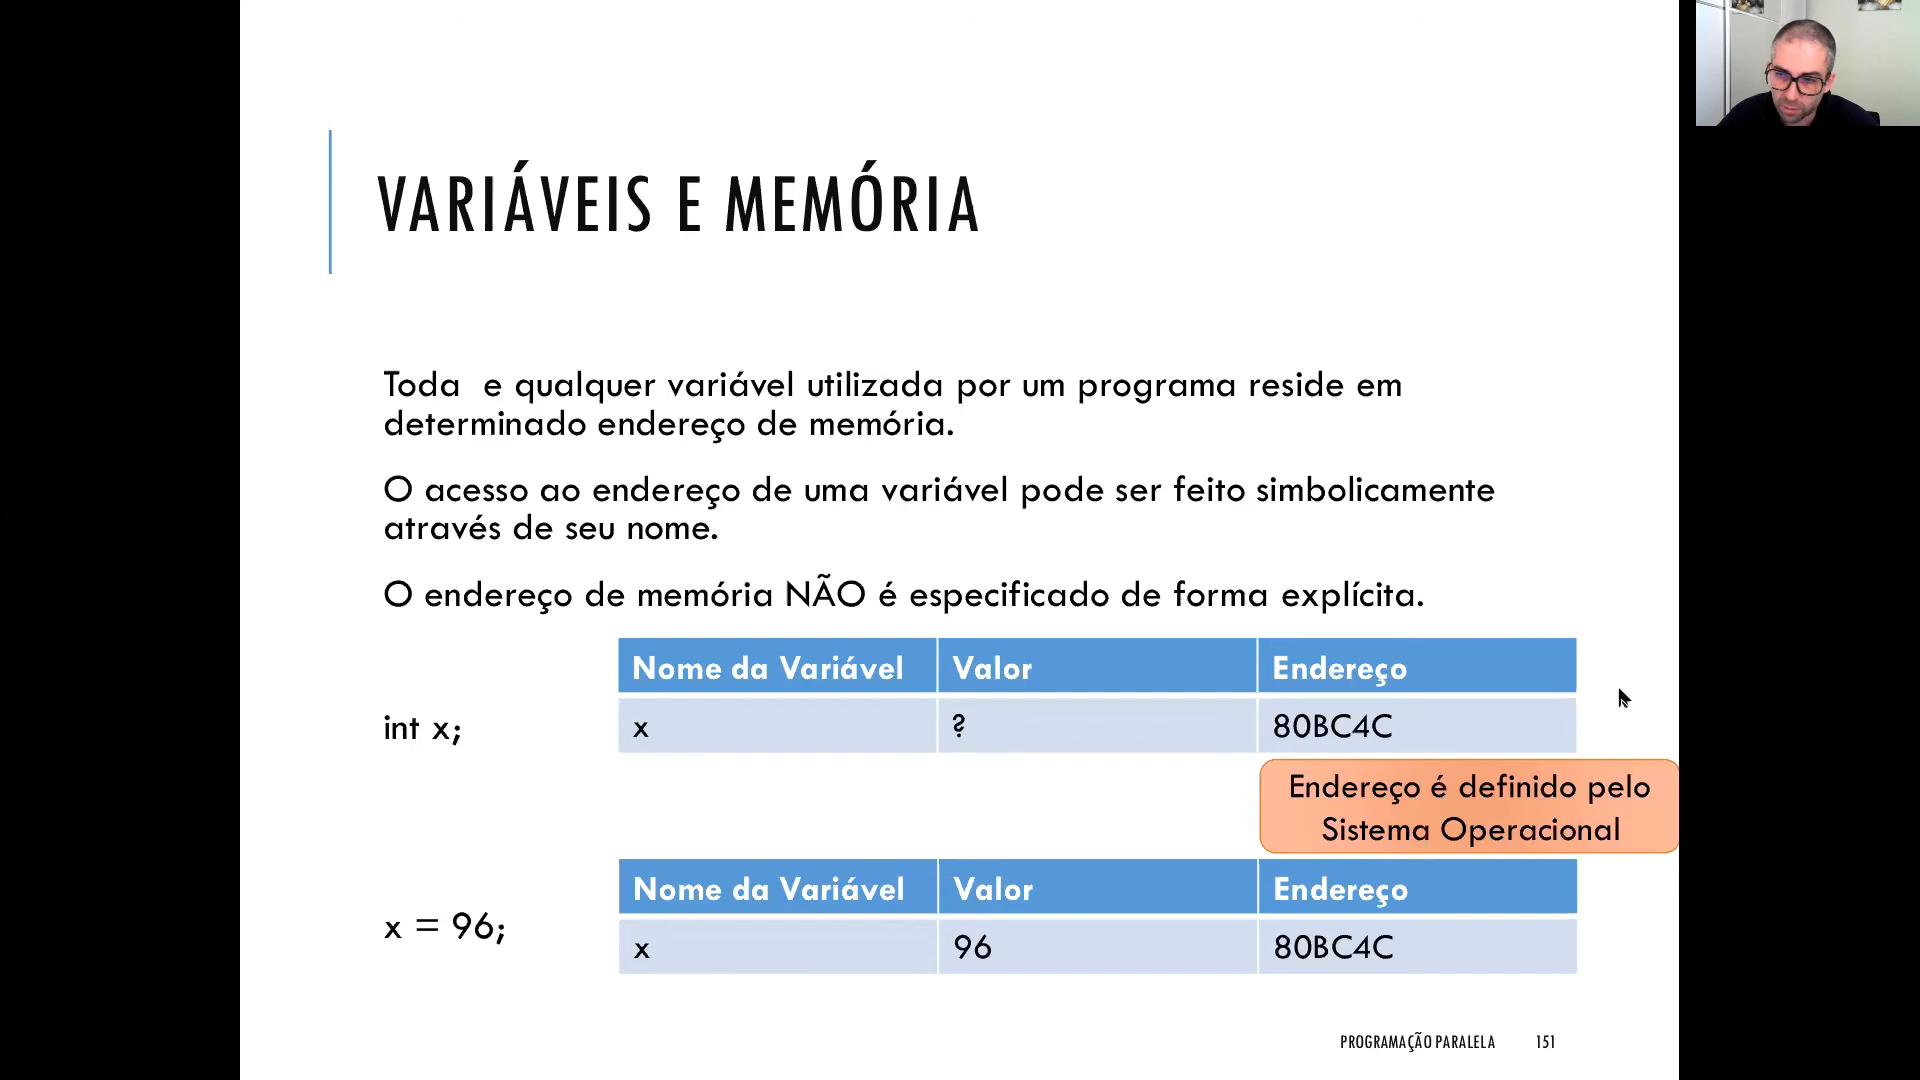 VARIÁVEIS E MEMÓRIA
Toda e qualquer variável utilizada por um programa reside em
determinado endereço de memória.
O acesso ao endereço de uma variável pode ser feito simbolicamente
através de seu nome.
O endereço de memória NÃO é especificado de forma explícita.
Nome da Variável Valor Endereço
int x; x ? 80BC4C
Endereço é definido pelo
Sistema Operacional
Nome da Variável Valor Endereço
x = 96; x 96 80BC4C
PROGRAMAÇÃO PARALELA 151